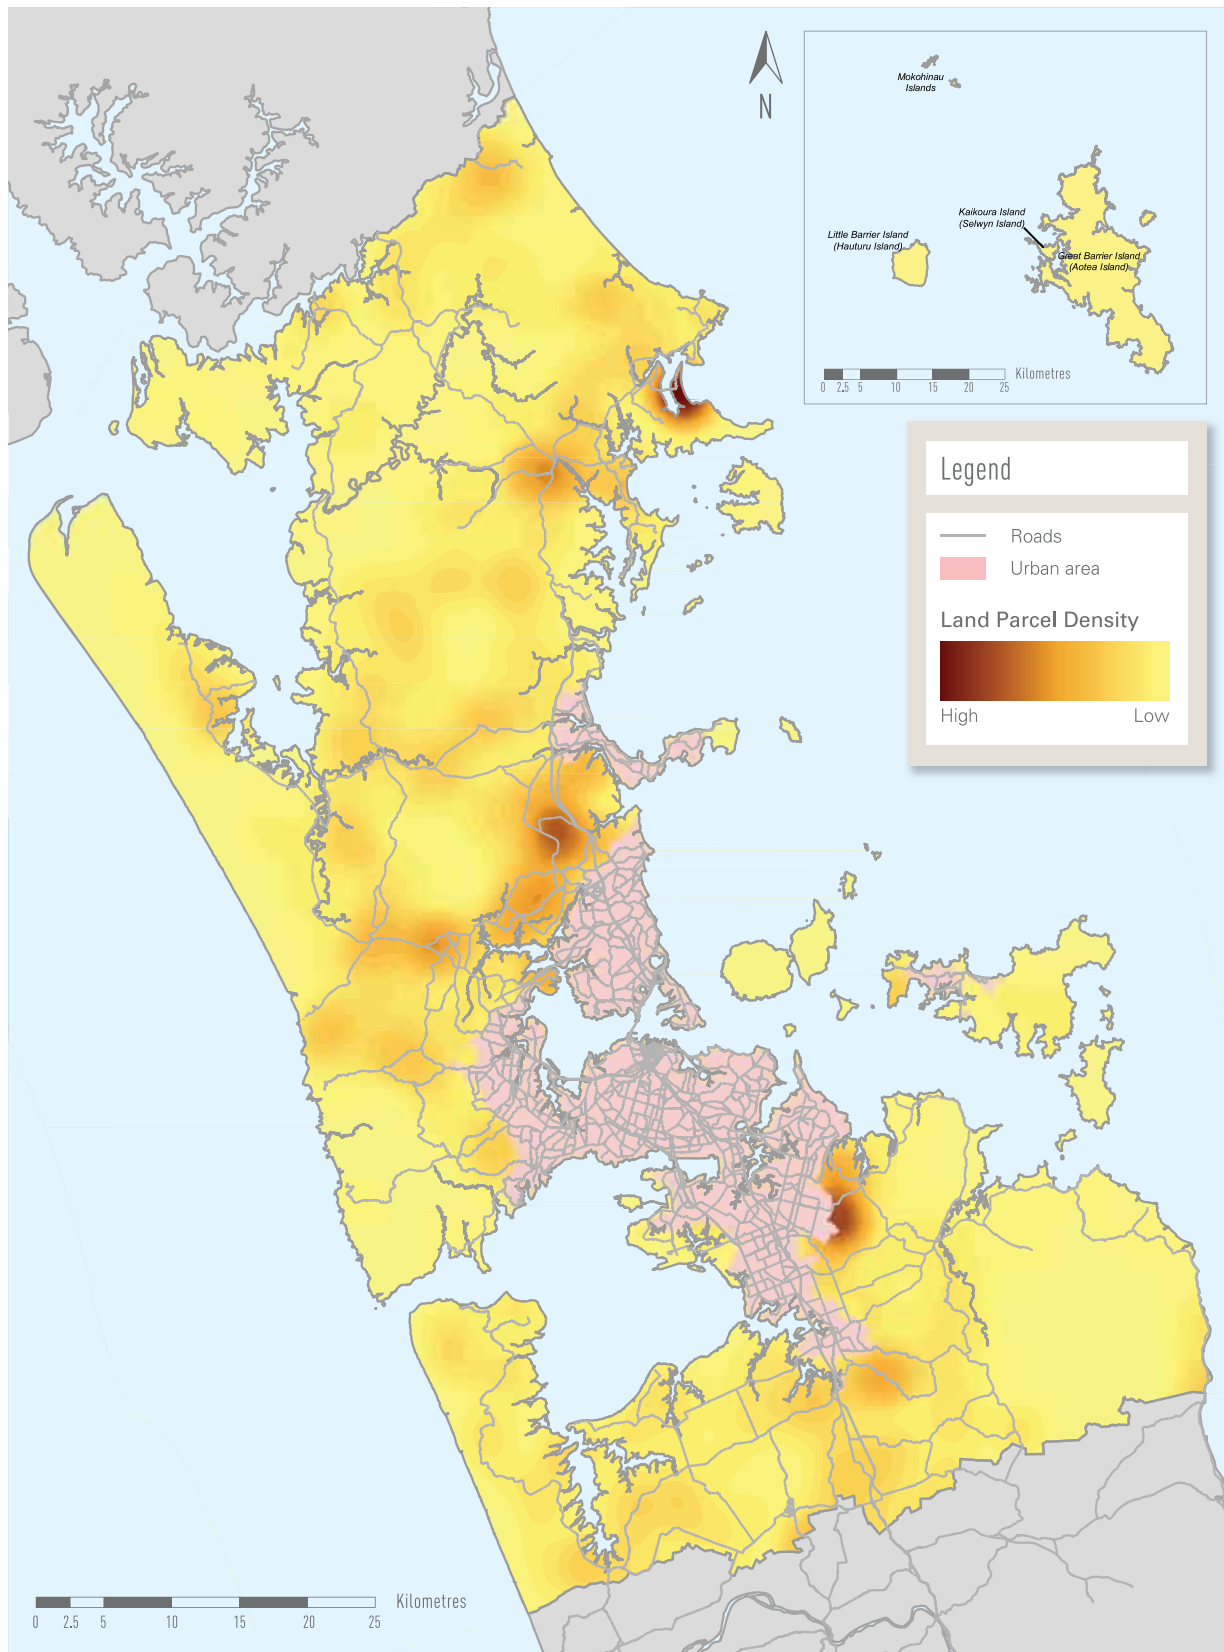 N
Mokohinau
Islands
Kaikoura Island
(Selwyn Island)
Little Barrier Island
(Hauturu Island)
Great Barrier Island
(Aotea Island)
0 2.5 5 10 15 20 25 Kilometres
Legend
Roads
Urban area
Land Parcel Density
High Low
0 2.5 5 10 15 20 25 Kilometres